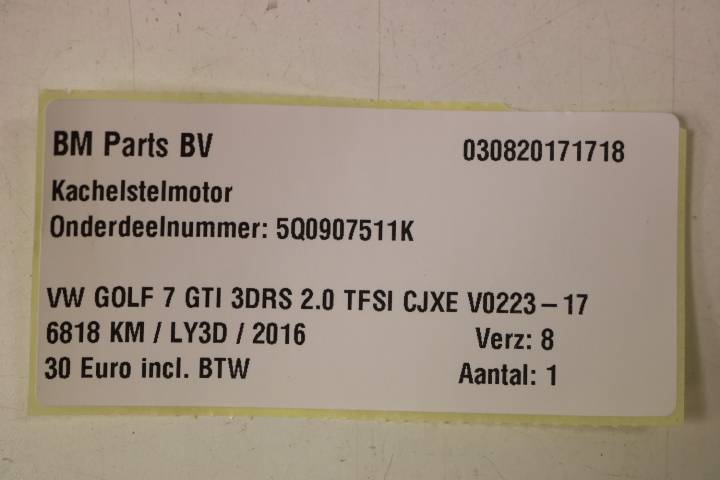 BM Parts BV 030820171718
Kachelstelmotor
Onderdeelnummer: 5Q0907511K
VW GOLF 7 GTI 3DRS 2.0 TFSI CJXE V0223 – 17
6818 KM / LY3D / 2016 Verz: 8
30 Euro incl. BTW Aantal: 1